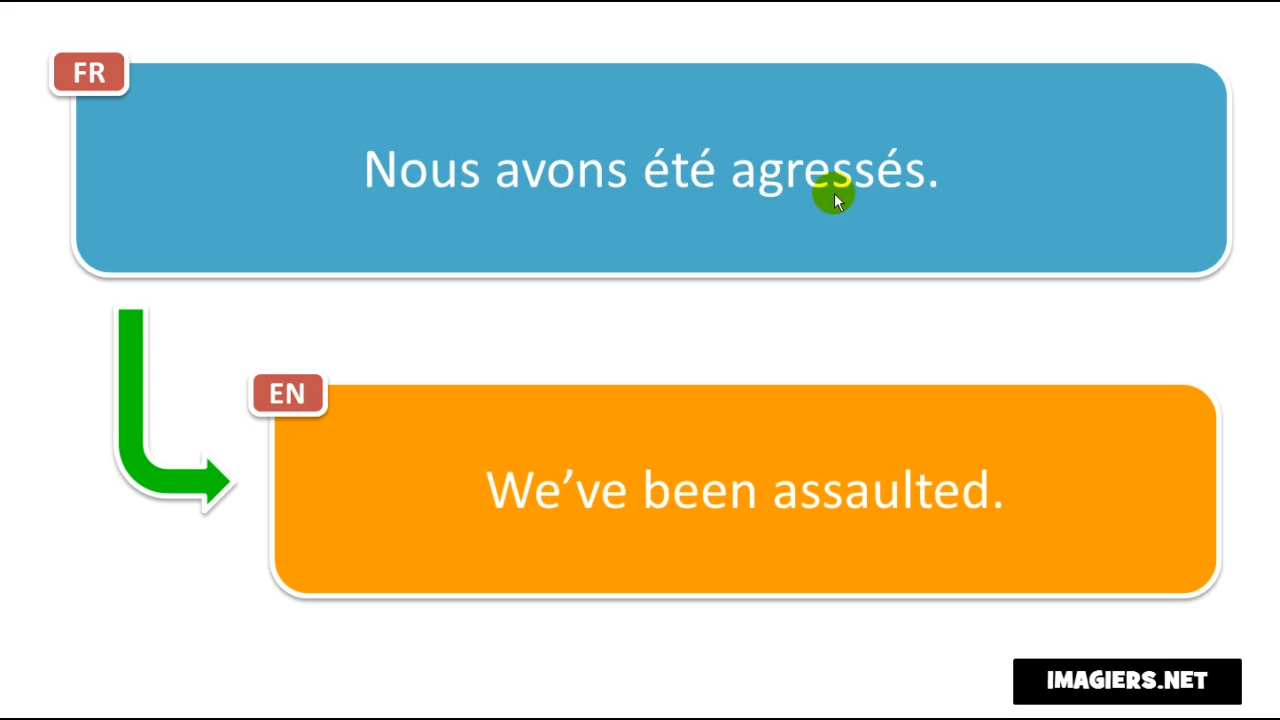 FR
Nous avons été agressés.
EN
We’ve been assaulted.
IMAGIERS.NET